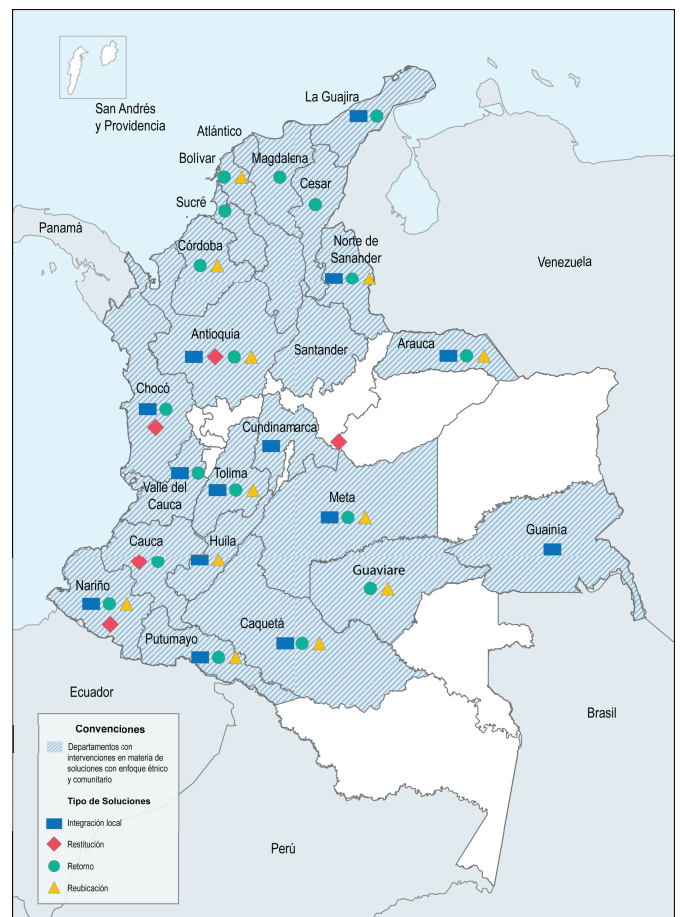 La Guajira
San Andrés
y Providencia
Atlántico
Bolívar
Magdalena
Cesar
Sucré
Panamá
Córdoba
Norte de
Sanander
Venezuela
Antioquia
Santander
Arauca
Chocó
Cundinamarca
Tolima
Valle del
Cauca
Meta
Guainía
Cauca
Huila
Guaviare
Nariño
Putumayo
Caquetá
Ecuador
Brasil
Perú
Convenciones
Departamentos con
intervenciones en materia de
soluciones con enfoque étnico
y comunitario
Tipo de Soluciones
Integración local
Restitución
Retorno
Reubicación